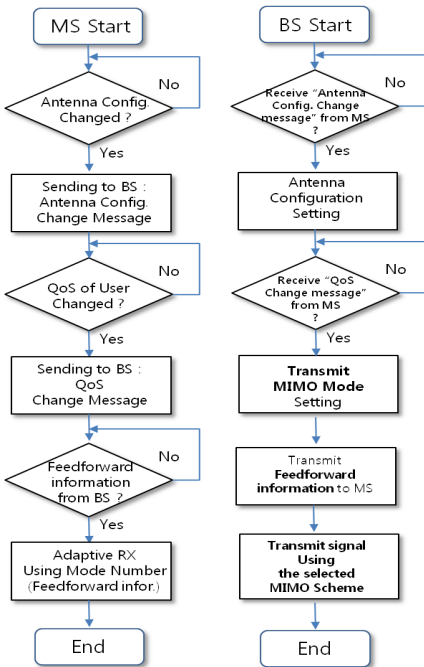 MS Start
No
Antenna Config.
Changed ?
Yes
Sending to BS :
Antenna Config.
Change Message
No
QoS of User
Changed ?
Yes
Sending to BS :
QoS
Change Message
No
Feedforward
information
from BS ?
Yes
Adaptive RX
Using Mode Number
(Feedforward infor.)
End
BS Start
No
Receive “Antenna
Config. Change
message” from MS
?
Yes
Antenna
Configuration
Setting
No
Receive “QoS
Change message”
from MS
?
Yes
Transmit
MIMO Mode
Setting
Transmit
Feedforward
information to MS
Transmit signal
Using
the selected
MIMO Scheme
End